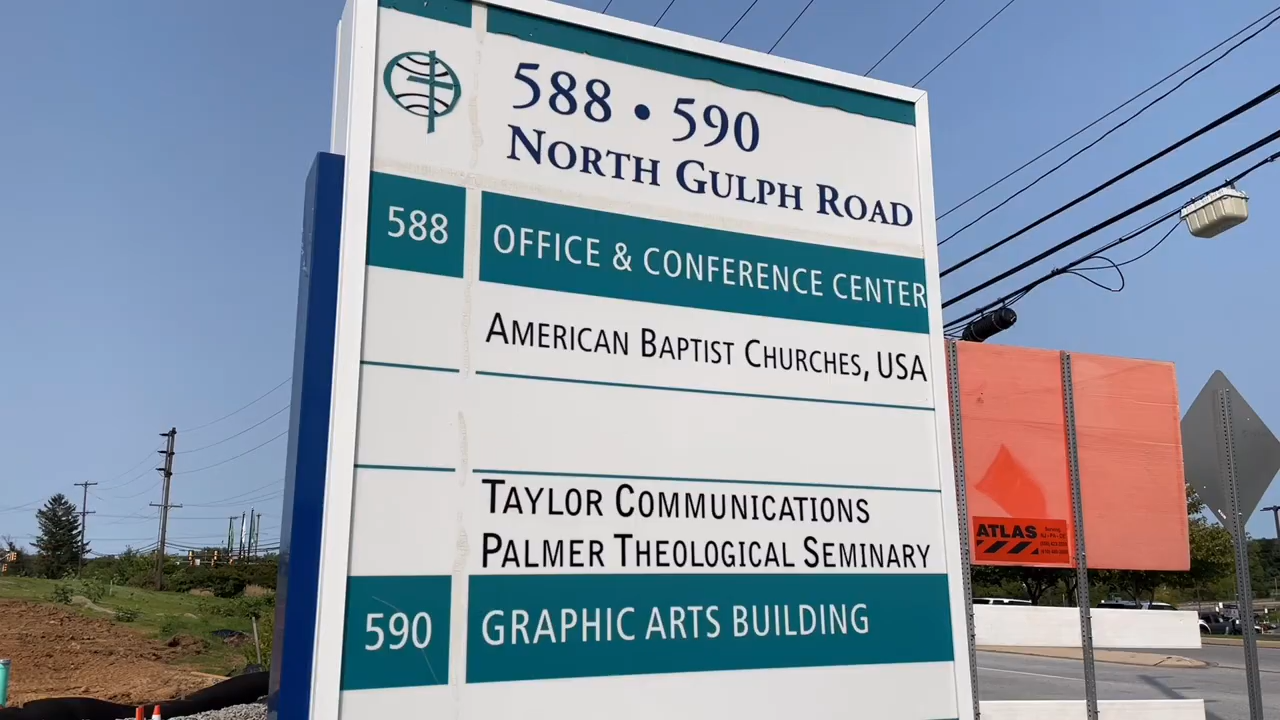 588 • 590
NORTH GULPH ROAD
588 OFFICE & CONFERENCE CENTER
AMERICAN BAPTIST CHURCHES, USA
TAYLOR COMMUNICATIONS
PALMER THEOLOGICAL SEMINARY
590 GRAPHIC ARTS BUILDING
ATLAS